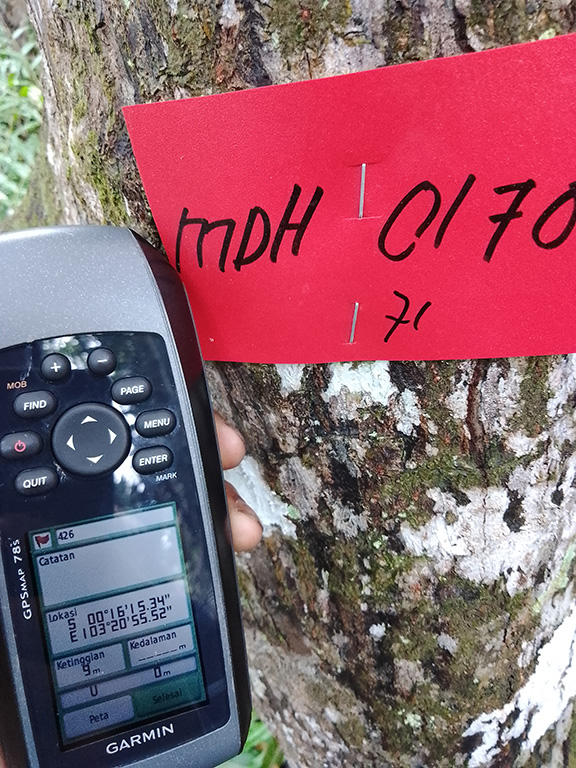 MDH 0170
71
MOB
+ -
FIND PAGE
MENU
QUIT ENTER
MARK
GPSMAP 78s
426
Catatan
Lokasi
S 00°16'15.34"
E 103°20'55.52"
Ketinggian Kedalaman
9m _____m
0 0m
Peta Selesai
GARMIN